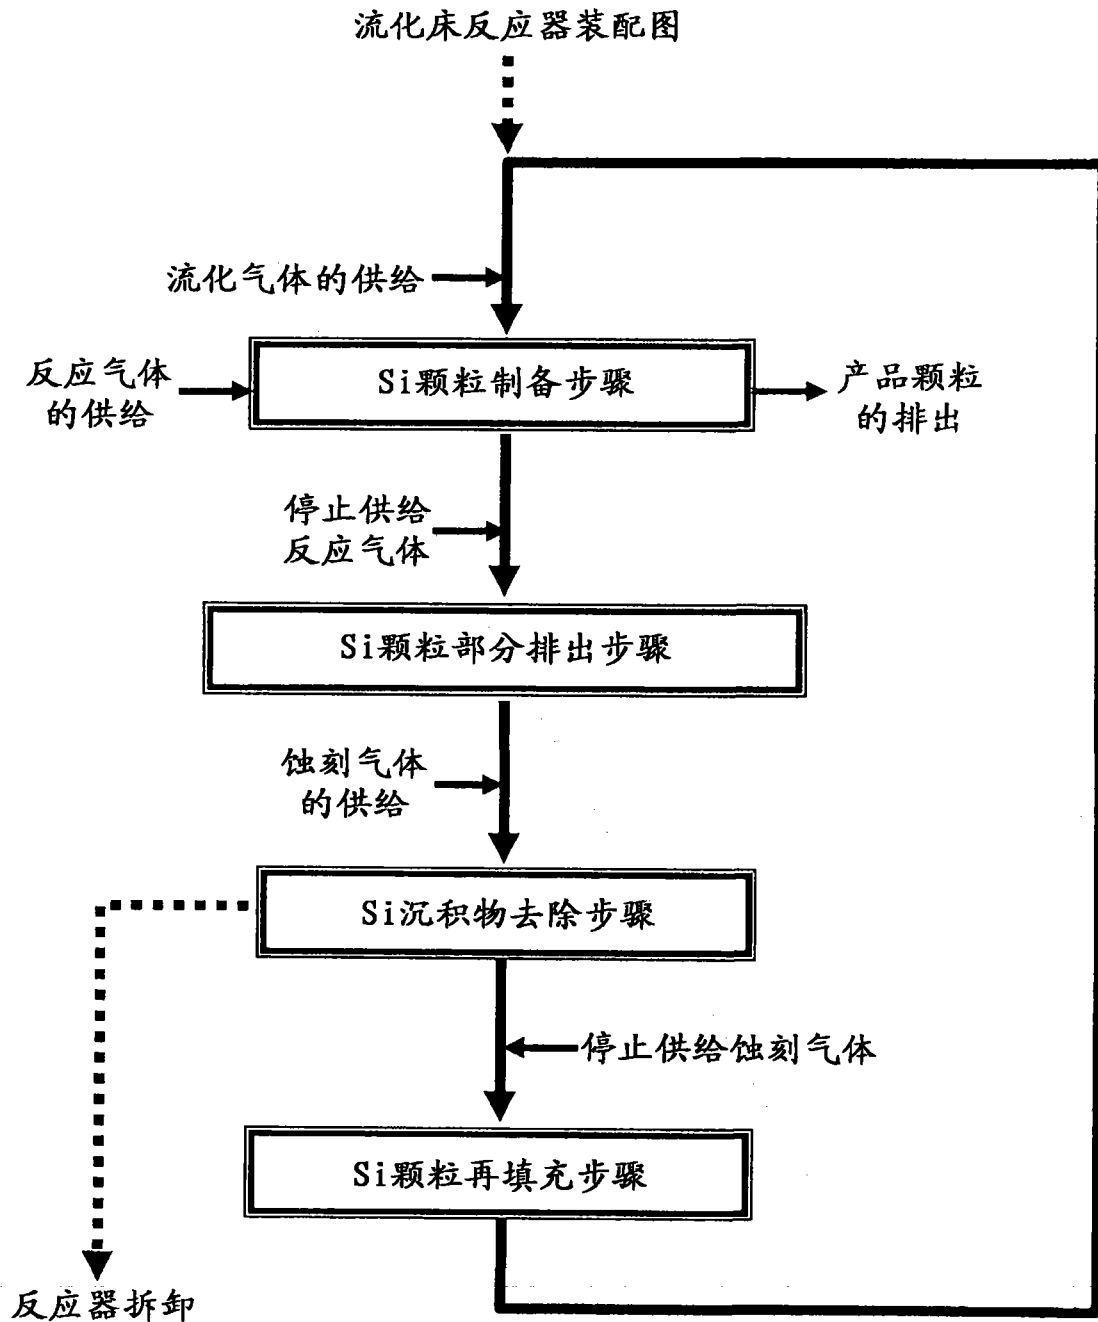 流化床反应器装配图
流化气体的供给
反应气体
的供给
Si颗粒制备步骤
产品颗粒
的排出
停止供给
反应气体
Si颗粒部分排出步骤
蚀刻气体
的供给
Si沉积物去除步骤
停止供给蚀刻气体
Si颗粒再填充步骤
反应器拆卸